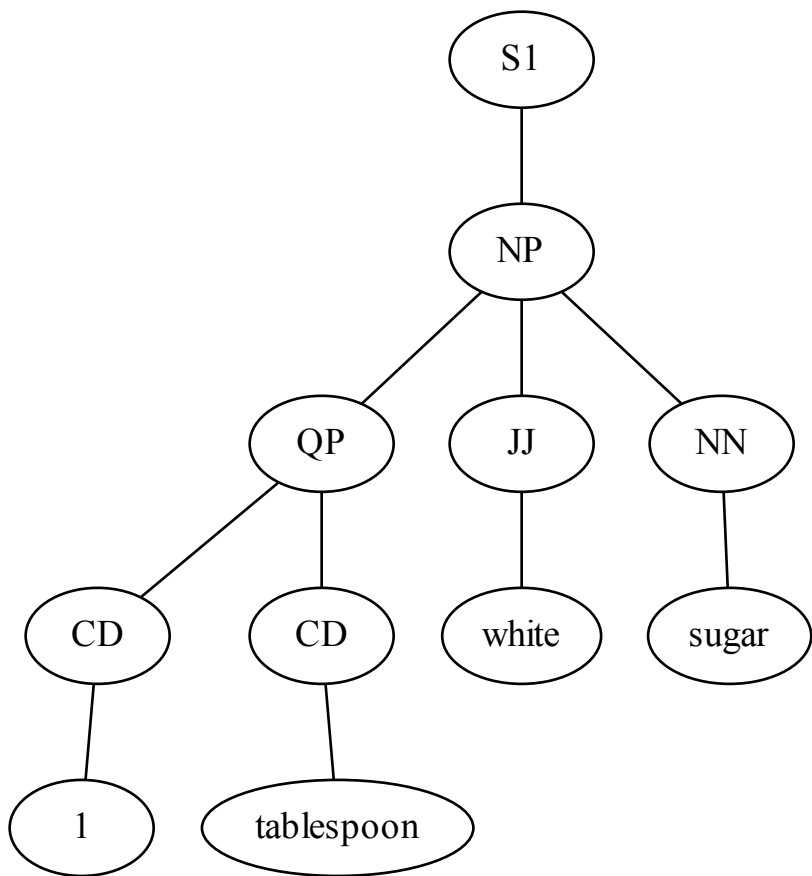 S1
NP
QP JJ NN
CD CD white sugar
1 tablespoon